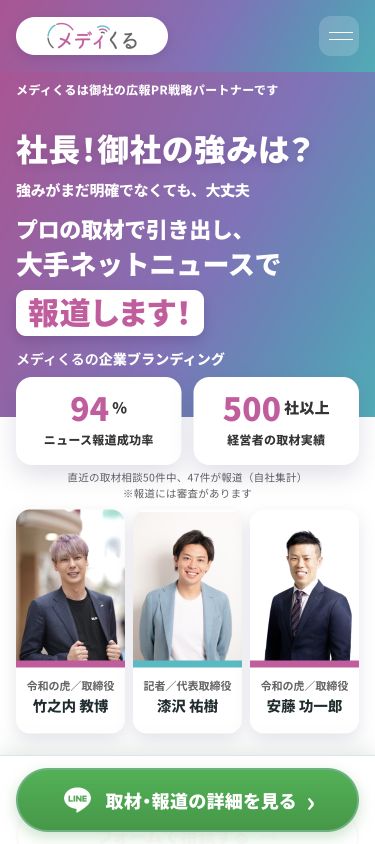 メディくる
メディくるは御社の広報PR戦略パートナーです
社長！御社の強みは？
強みがまだ明確でなくても、大丈夫
プロの取材で引き出し、
大手ネットニュースで
報道します！
メディくるの企業ブランディング
94 %
ニュース報道成功率
500 社以上
経営者の取材実績
直近の取材相談50件中、47件が報道（自社集計）
※報道には審査があります
令和の虎／取締役
竹之内 教博
記者／代表取締役
漆沢 祐樹
令和の虎／取締役
安藤 功一郎
LINE 取材・報道の詳細を見る ›